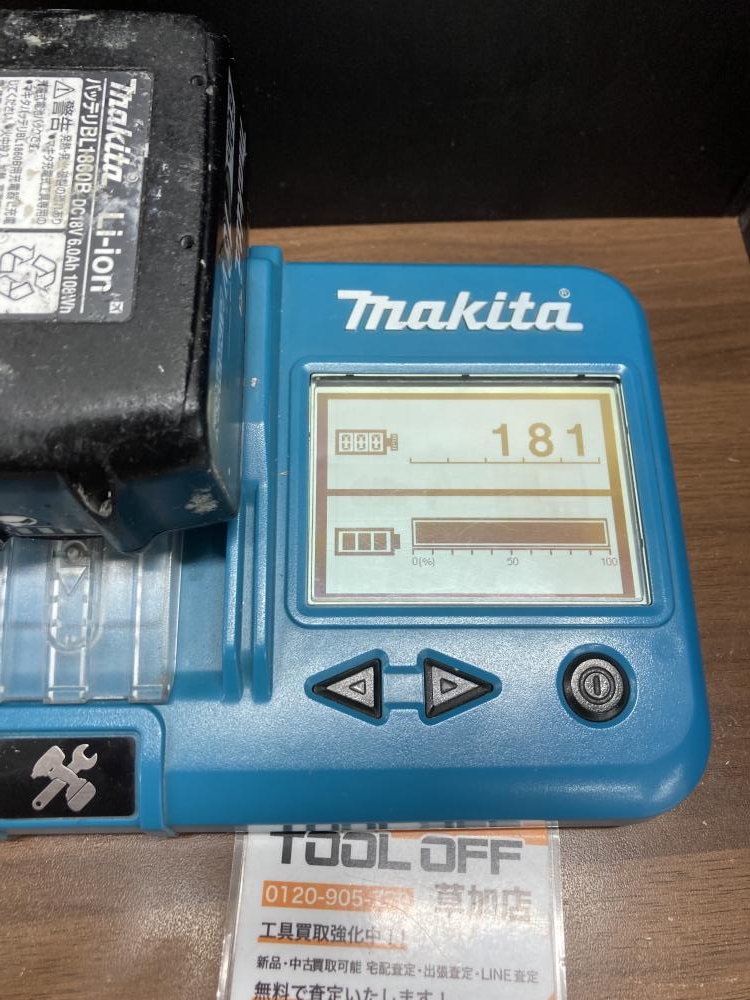 makita
Li-ion
バッテリBL1860B
DC18V 6.0Ah 108Wh
警告
makita
181
0(%) 50 100
TOOL OFF
0120-905-
草加店
工具買取強化中!!
新品・中古買取可能 宅配査定・出張査定・LINE査定
無料で査定いたします!